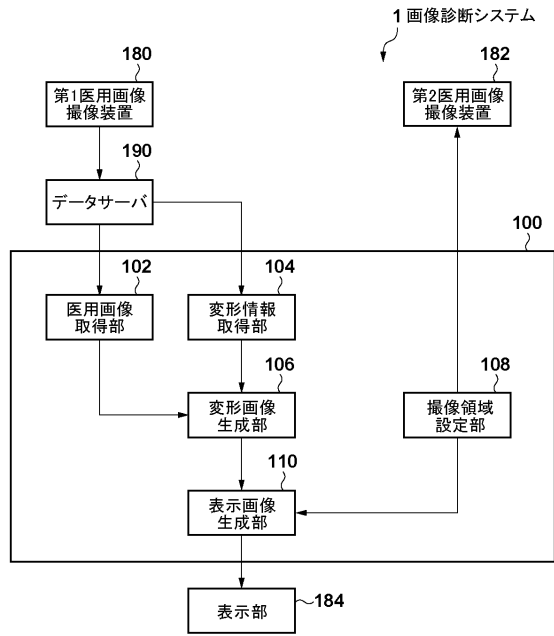 1 画像診断システム
180
第1医用画像
撮像装置
182
第2医用画像
撮像装置
190
データサーバ
100
102
医用画像
取得部
104
変形情報
取得部
106
変形画像
生成部
108
撮像領域
設定部
110
表示画像
生成部
表示部
184